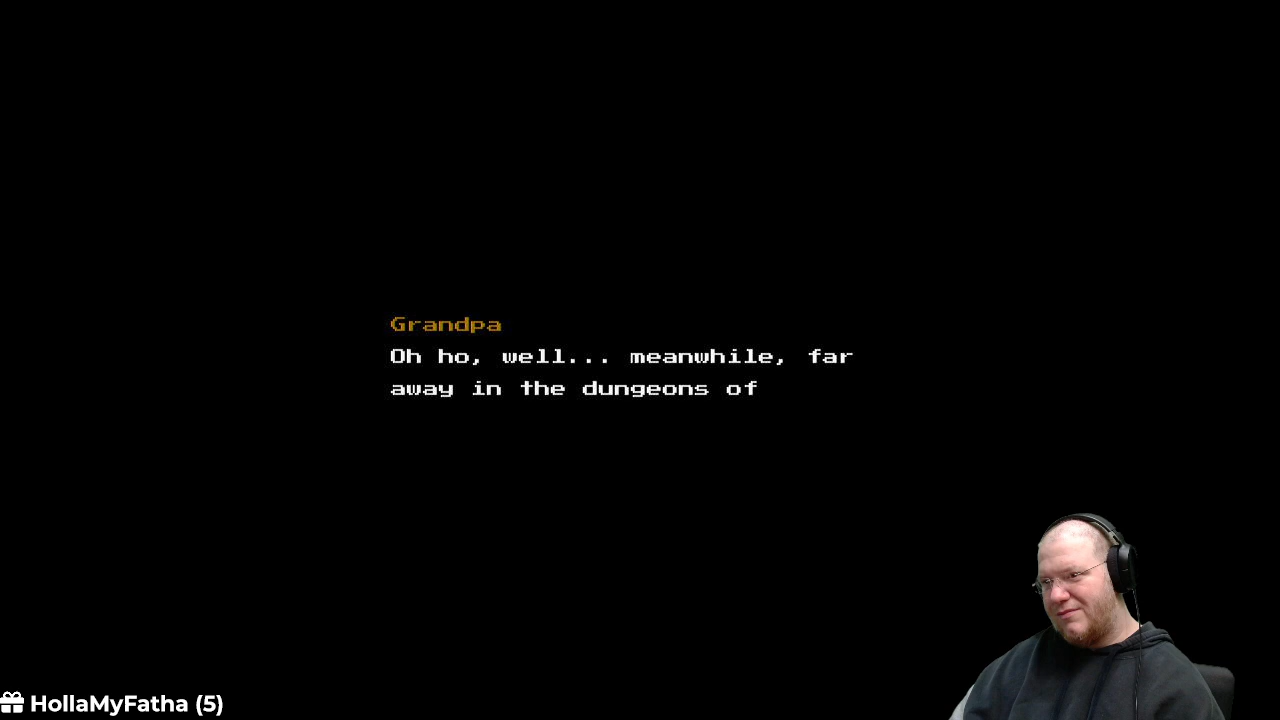 Grandpa
Oh ho, well... meanwhile, far
away in the dungeons of
HollaMyFatha (5)